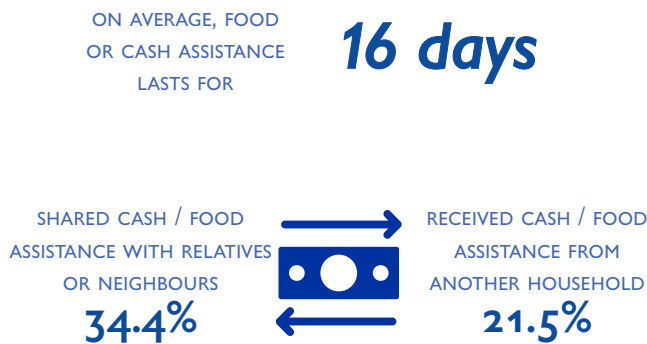 ON AVERAGE, FOOD
OR CASH ASSISTANCE
LASTS FOR
16 days
SHARED CASH / FOOD
ASSISTANCE WITH RELATIVES
OR NEIGHBOURS
34.4%
RECEIVED CASH / FOOD
ASSISTANCE FROM
ANOTHER HOUSEHOLD
21.5%